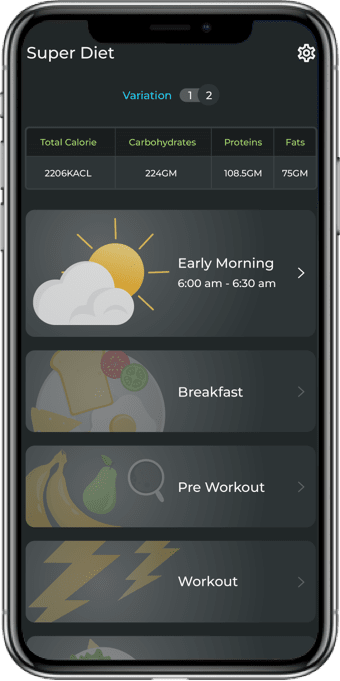 Super Diet
Variation 1 2
Total Calorie Carbohydrates Proteins Fats
2206KACL 224GM 108.5GM 75GM
Early Morning
6:00 am - 6:30 am
Breakfast
Pre Workout
Workout